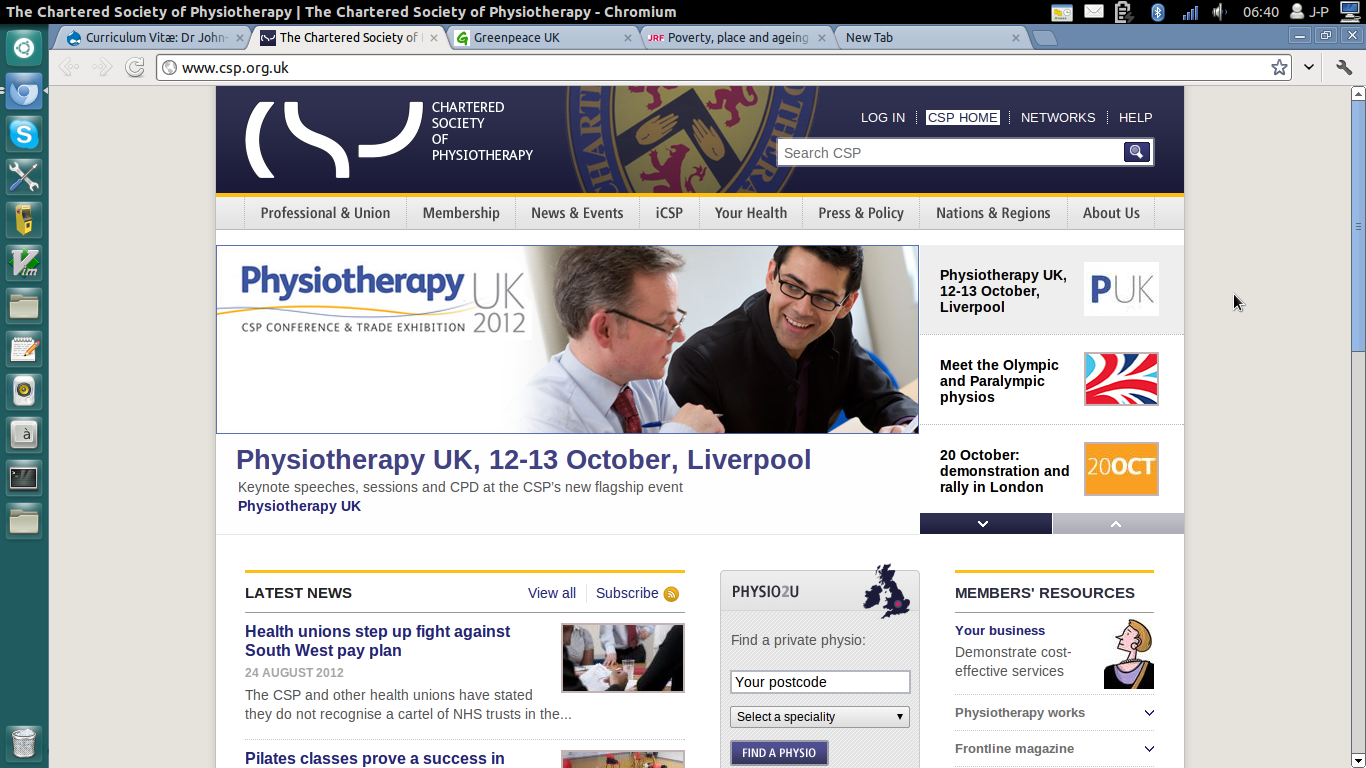 The Chartered Society of Physiotherapy | The Chartered Society of Physiotherapy - Chromium
06:40 J-P
Curriculum Vitæ: Dr John-
The Chartered Society of
Greenpeace UK
JRF Poverty, place and ageing
New Tab
www.csp.org.uk
CHARTERED
SOCIETY
OF
PHYSIOTHERAPY
LOG IN
CSP HOME
NETWORKS
HELP
Search CSP
Professional & Union
Membership
News & Events
iCSP
Your Health
Press & Policy
Nations & Regions
About Us
Physiotherapy UK
CSP CONFERENCE & TRADE EXHIBITION 2012
Physiotherapy UK, 12-13 October, Liverpool
Keynote speeches, sessions and CPD at the CSP's new flagship event
Physiotherapy UK
Physiotherapy UK,
12-13 October,
Liverpool
PUK
Meet the Olympic
and Paralympic
physios
20 October:
demonstration and
rally in London
20OCT
LATEST NEWS
View all
Subscribe
Health unions step up fight against
South West pay plan
24 AUGUST 2012
The CSP and other health unions have stated
they do not recognise a cartel of NHS trusts in the...
Pilates classes prove a success in
PHYSIO2U
Find a private physio:
Your postcode
Select a speciality
FIND A PHYSIO
MEMBERS' RESOURCES
Your business
Demonstrate cost-
effective services
Physiotherapy works
Frontline magazine